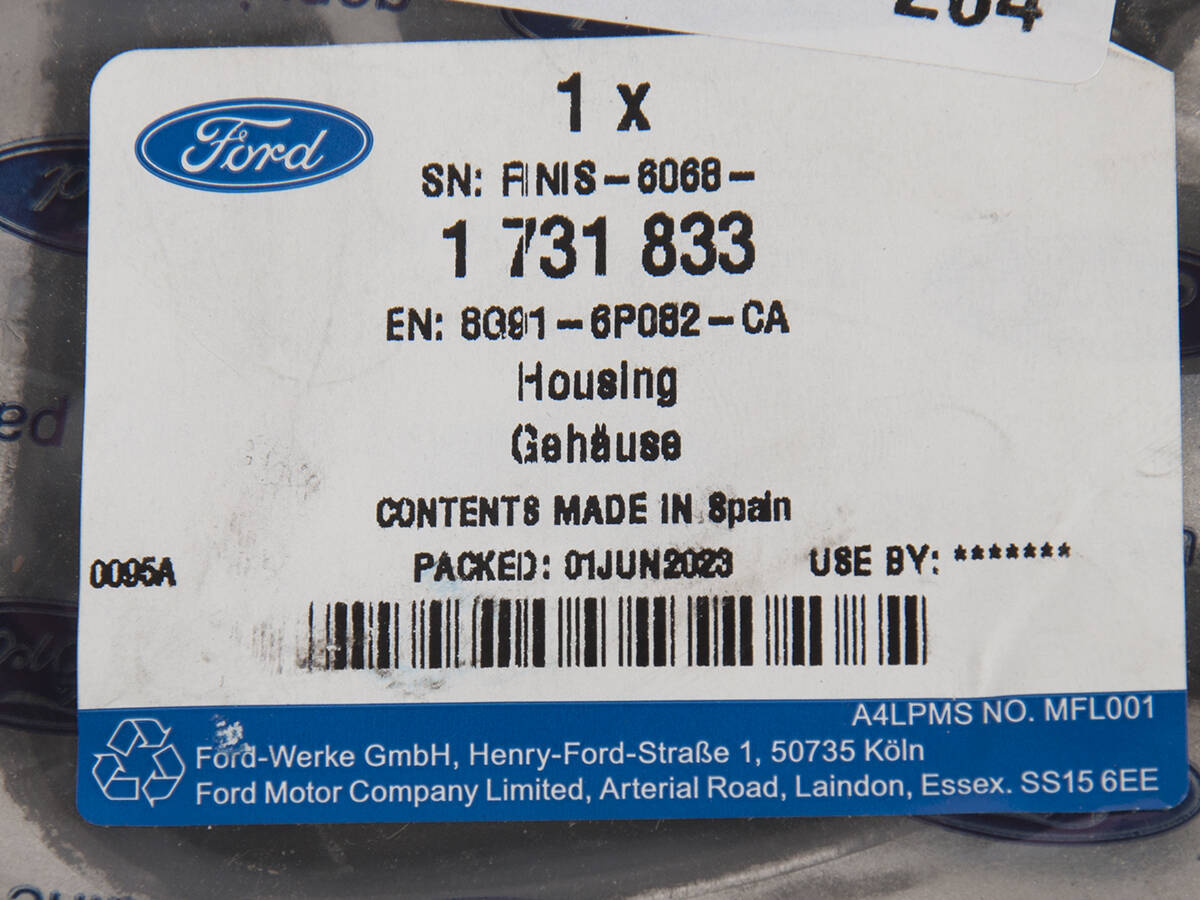 264
Ford
1 x
SN: FINIS-6068-
1 731 833
EN: 8G91-6P082-CA
Housing
Gehäuse
CONTENTS MADE IN Spain
0095A PACKED: 01JUN2023 USE BY: *******
A4LPMS NO. MFL001
Ford-Werke GmbH, Henry-Ford-Straße 1, 50735 Köln
Ford Motor Company Limited, Arterial Road, Laindon, Essex. SS15 6EE